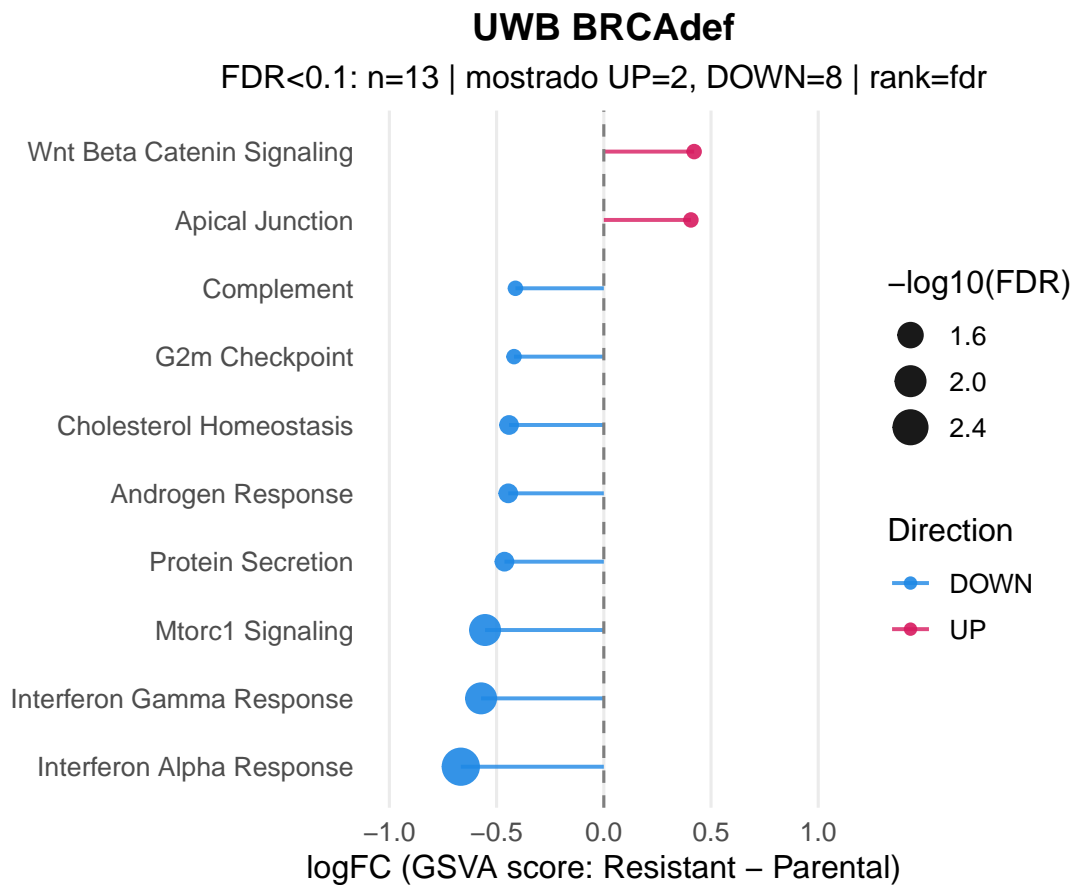 UWB BRCAdef
FDR<0.1: n=13 | mostrado UP=2, DOWN=8 | rank=fdr
Wnt Beta Catenin Signaling
Apical Junction
Complement
G2m Checkpoint
Cholesterol Homeostasis
Androgen Response
Protein Secretion
Mtorc1 Signaling
Interferon Gamma Response
Interferon Alpha Response
−1.0 −0.5 0.0 0.5 1.0
logFC (GSVA score: Resistant − Parental)
−log10(FDR)
1.6
2.0
2.4
Direction
DOWN
UP